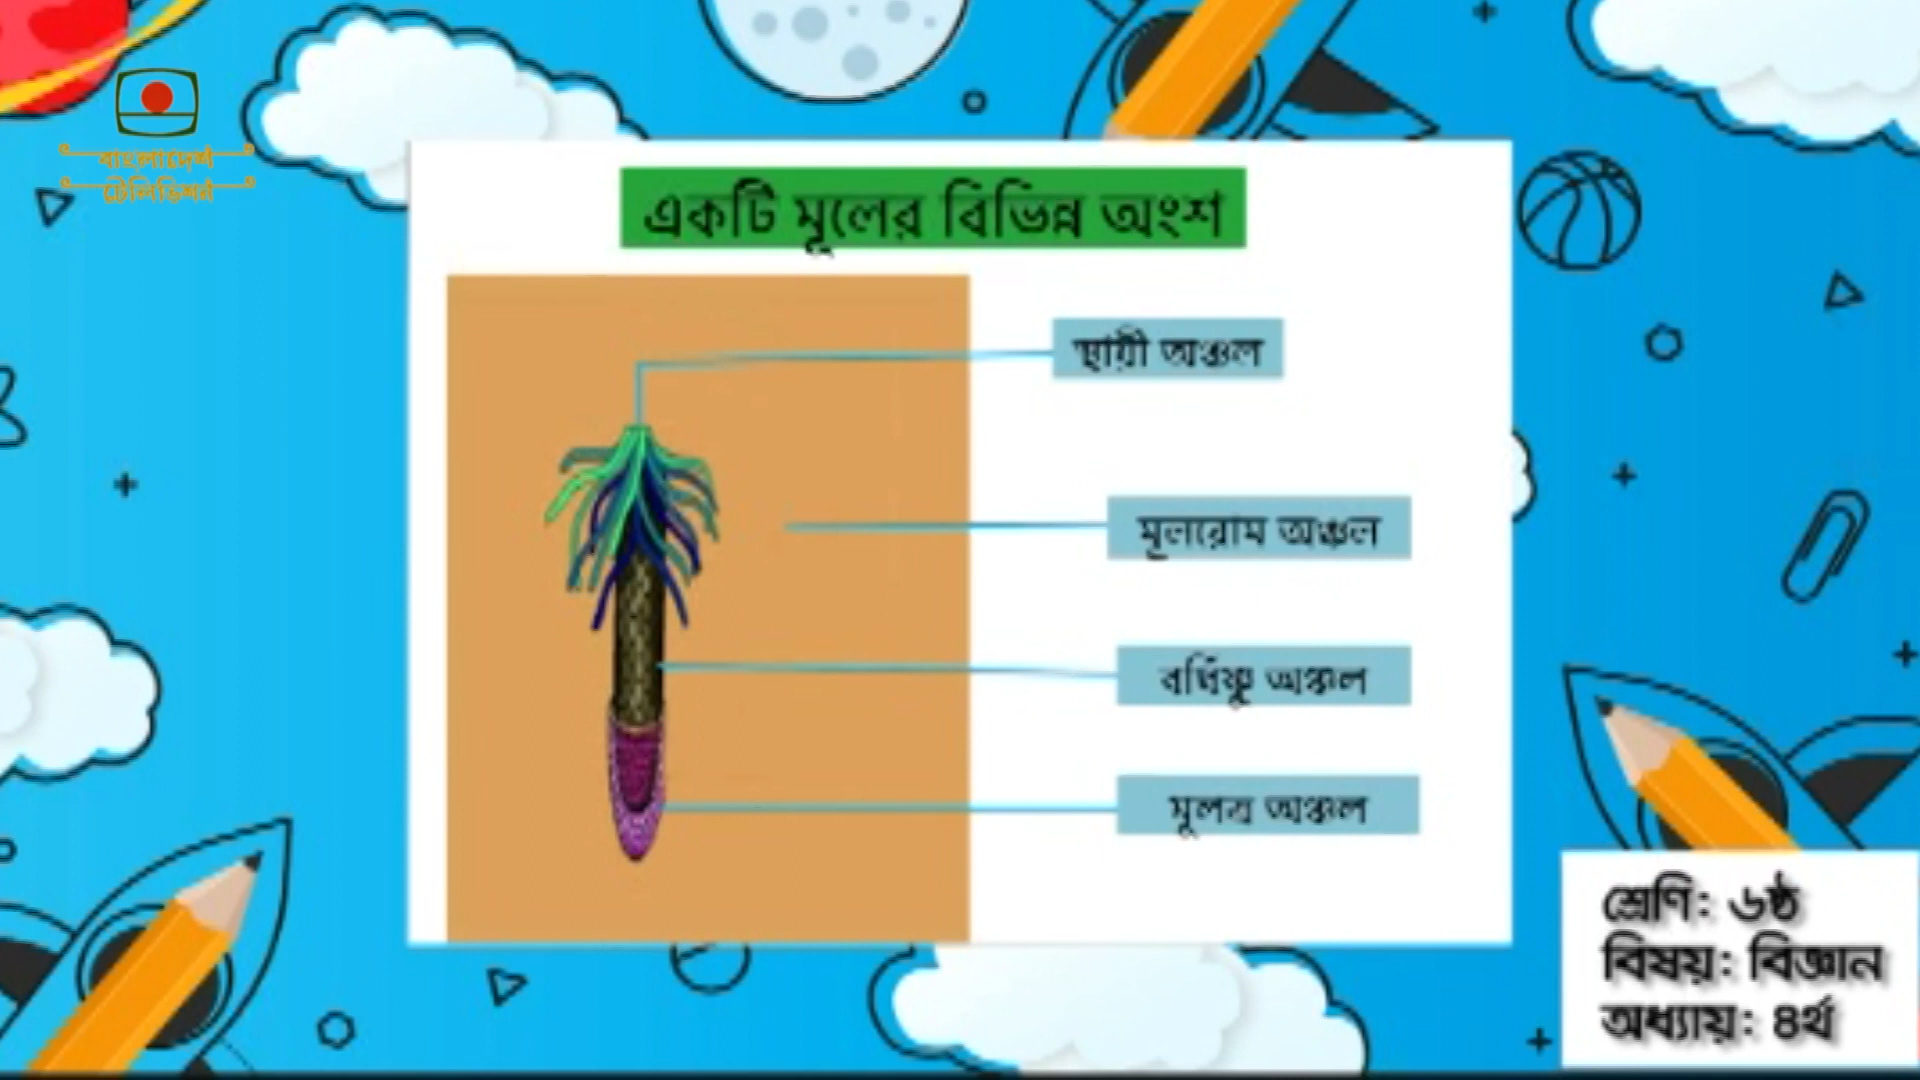 বাংলাদেশ
টেলিভিশন
একটি মূলের বিভিন্ন অংশ
স্থায়ী অঞ্চল
মূলরোম অঞ্চল
বর্ধিষ্ণু অঞ্চল
মূলত্র অঞ্চল
শ্রেণি: ৬ষ্ঠ
বিষয়: বিজ্ঞান
অধ্যায়: ৪র্থ